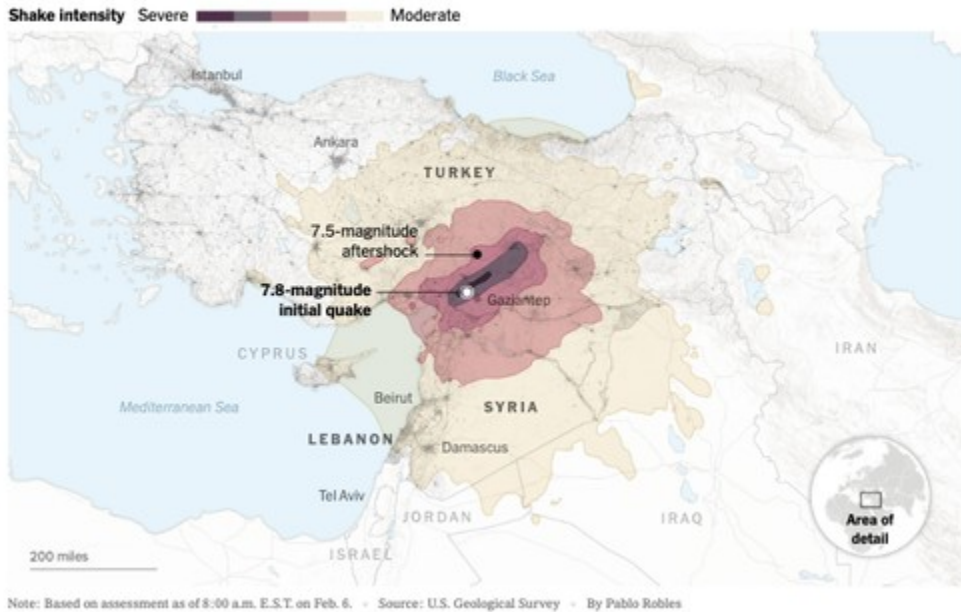 Shake intensity Severe Moderate
Istanbul
Black Sea
Ankara
TURKEY
7.5-magnitude
aftershock
7.8-magnitude
initial quake
Gaziantep
CYPRUS
IRAN
Beirut
Mediterranean Sea
SYRIA
LEBANON
Damascus
Tel Aviv
JORDAN
IRAQ
Area of
detail
ISRAEL
200 miles
Note: Based on assessment as of 8:00 a.m. E.S.T. on Feb. 6. • Source: U.S. Geological Survey • By Pablo Robles